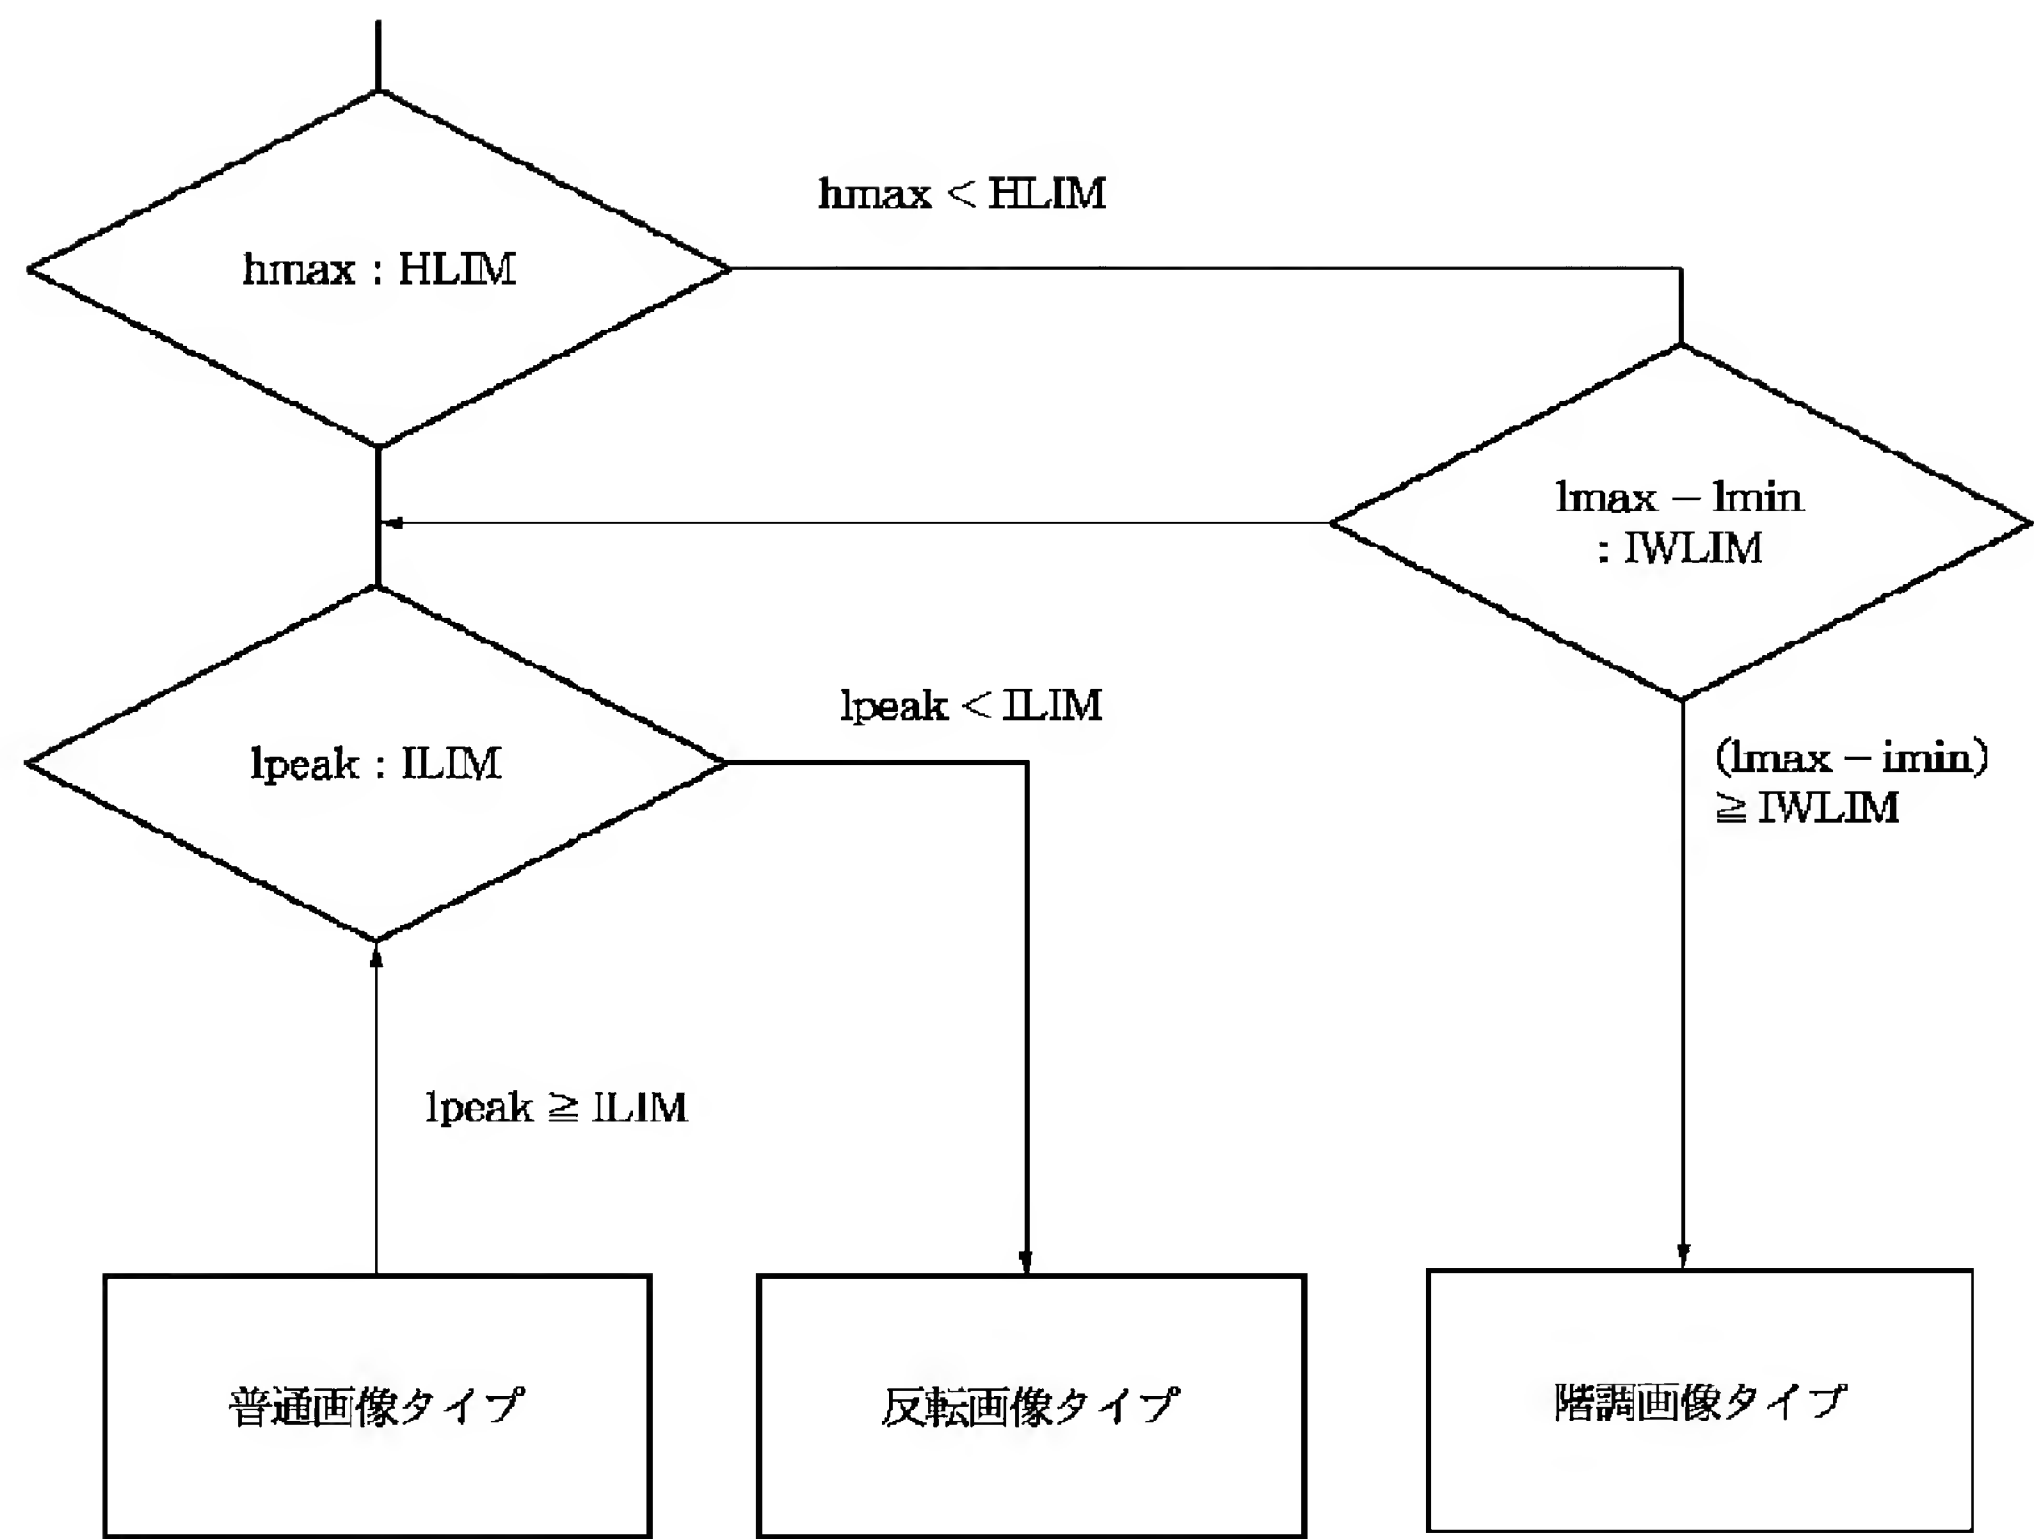 hmax < HLIM
hmax : HLIM
lmax − lmin
: IWLIM
lpeak < ILIM
lpeak : ILIM
(lmax − imin)
≧ IWLIM
lpeak ≧ ILIM
普通画像タイプ
反転画像タイプ
階調画像タイプ